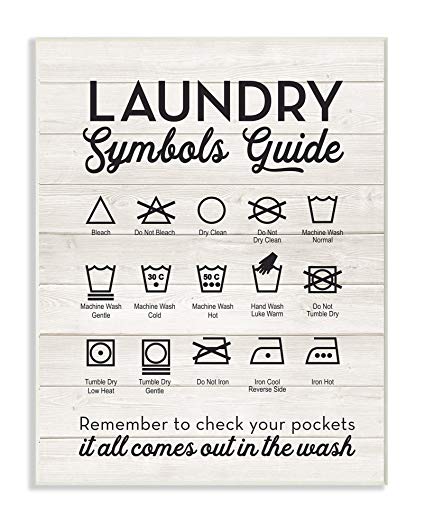 LAUNDRY
Symbols Guide
Bleach
Do Not Bleach
Dry Clean
Do Not
Dry Clean
Machine Wash
Normal
30 C
50 C
Machine Wash
Gentle
Machine Wash
Cold
Machine Wash
Hot
Hand Wash
Luke Warm
Do Not
Tumble Dry
Tumble Dry
Low Heat
Tumble Dry
Gentle
Do Not Iron
Iron Cool
Reverse Side
Iron Hot
Remember to check your pockets
it all comes out in the wash